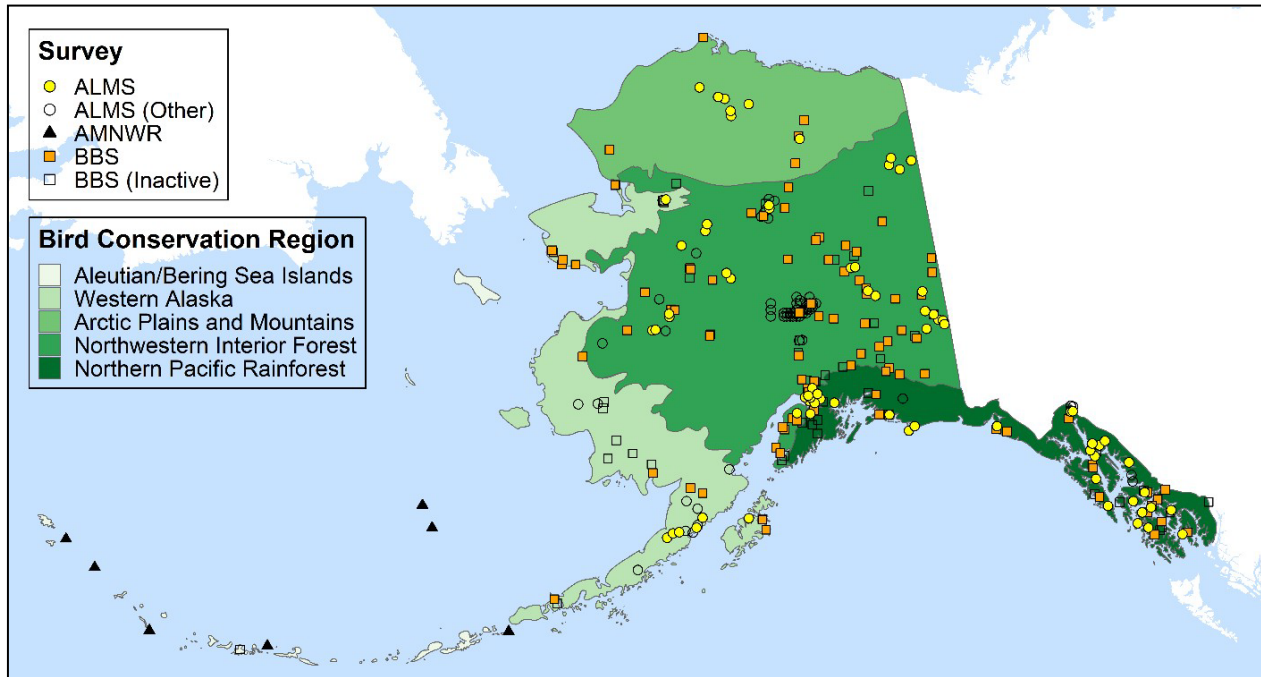 Survey
ALMS
ALMS (Other)
AMNWR
BBS
BBS (Inactive)
Bird Conservation Region
Aleutian/Bering Sea Islands
Western Alaska
Arctic Plains and Mountains
Northwestern Interior Forest
Northern Pacific Rainforest